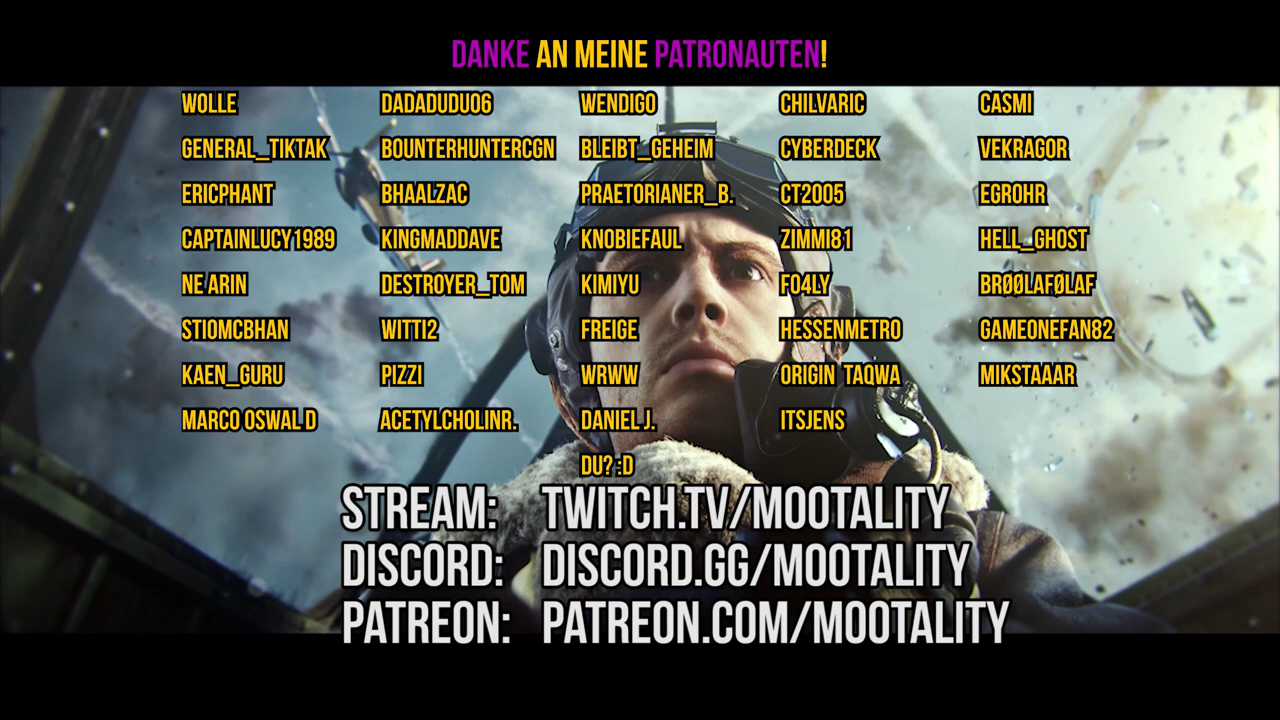 DANKE AN MEINE PATRONAUTEN!
WOLLE DADADUDU06 WENDIGO CHILVARIC CASMI
GENERAL_TIKTAK BOUNTERHUNTERCGN BLEIBT_GEHEIM CYBERDECK VEKRAGOR
ERICPHANT BHAALZAC PRAETORIANER_B. CT2005 EGROHR
CAPTAINLUCY1989 KINGMADDAVE KNOBIEFAUL ZIMMI81 HELL_GHOST
NE ARIN DESTROYER_TOM KIMIYU FO4LY BRØØLAFØLAF
STIOMCBHAN WITTI2 FREIGE HESSENMETRO GAMEONEFAN82
KAEN_GURU PIZZI WRWW ORIGIN TAQWA MIKSTAAAR
MARCO OSWAL D ACETYLCHOLINR. DANIEL J. ITSJENS
DU? :D
STREAM: TWITCH.TV/MOOTALITY
DISCORD: DISCORD.GG/MOOTALITY
PATREON: PATREON.COM/MOOTALITY